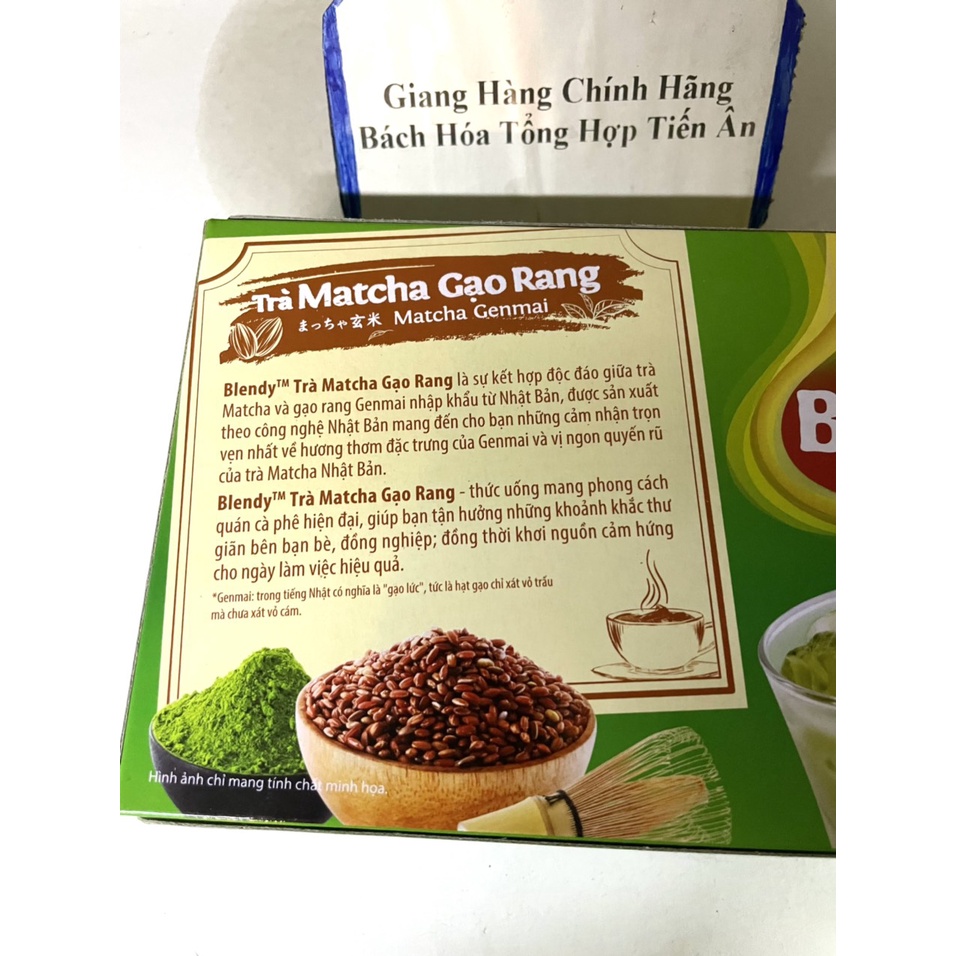 Giang Hàng Chính Hãng
Bách Hóa Tổng Hợp Tiến Ân
Trà Matcha Gạo Rang
まっちゃ玄米 Matcha Genmai
Blendy™ Trà Matcha Gạo Rang là sự kết hợp độc đáo giữa trà
Matcha và gạo rang Genmai nhập khẩu từ Nhật Bản, được sản xuất
theo công nghệ Nhật Bản mang đến cho bạn những cảm nhận trọn
vẹn nhất về hương thơm đặc trưng của Genmai và vị ngon quyến rũ
của trà Matcha Nhật Bản.
Blendy™ Trà Matcha Gạo Rang - thức uống mang phong cách
quán cà phê hiện đại, giúp bạn tận hưởng những khoảnh khắc thư
giãn bên bạn bè, đồng nghiệp; đồng thời khơi nguồn cảm hứng
cho ngày làm việc hiệu quả.
*Genmai: trong tiếng Nhật có nghĩa là "gạo lức", tức là hạt gạo chỉ xát vỏ trấu
mà chưa xát vỏ cám.
Hình ảnh chỉ mang tính chất minh họa.